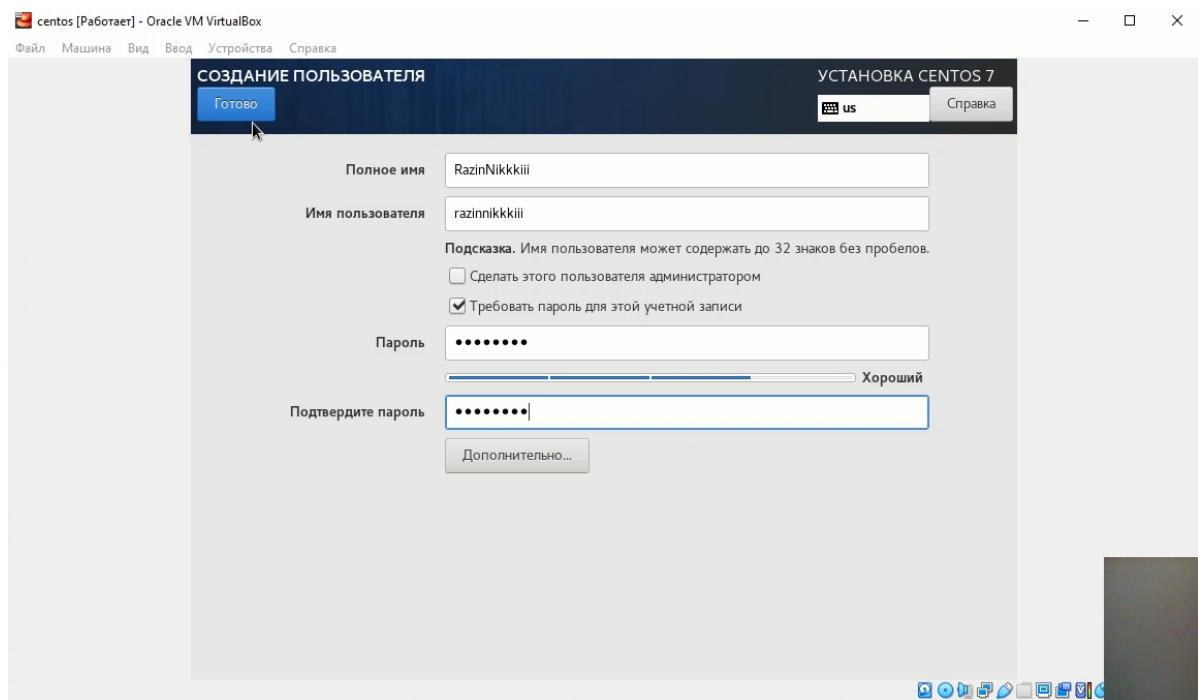 centos [Работает] - Oracle VM VirtualBox
Файл Машина Вид Ввод Устройства Справка
СОЗДАНИЕ ПОЛЬЗОВАТЕЛЯ
УСТАНОВКА CENTOS 7
Готово
us
Справка
Полное имя RazinNikkkiii
Имя пользователя razinnikkkiii
Подсказка. Имя пользователя может содержать до 32 знаков без пробелов.
Сделать этого пользователя администратором
Требовать пароль для этой учетной записи
Пароль ••••••••
Хороший
Подтвердите пароль ••••••••
Дополнительно...